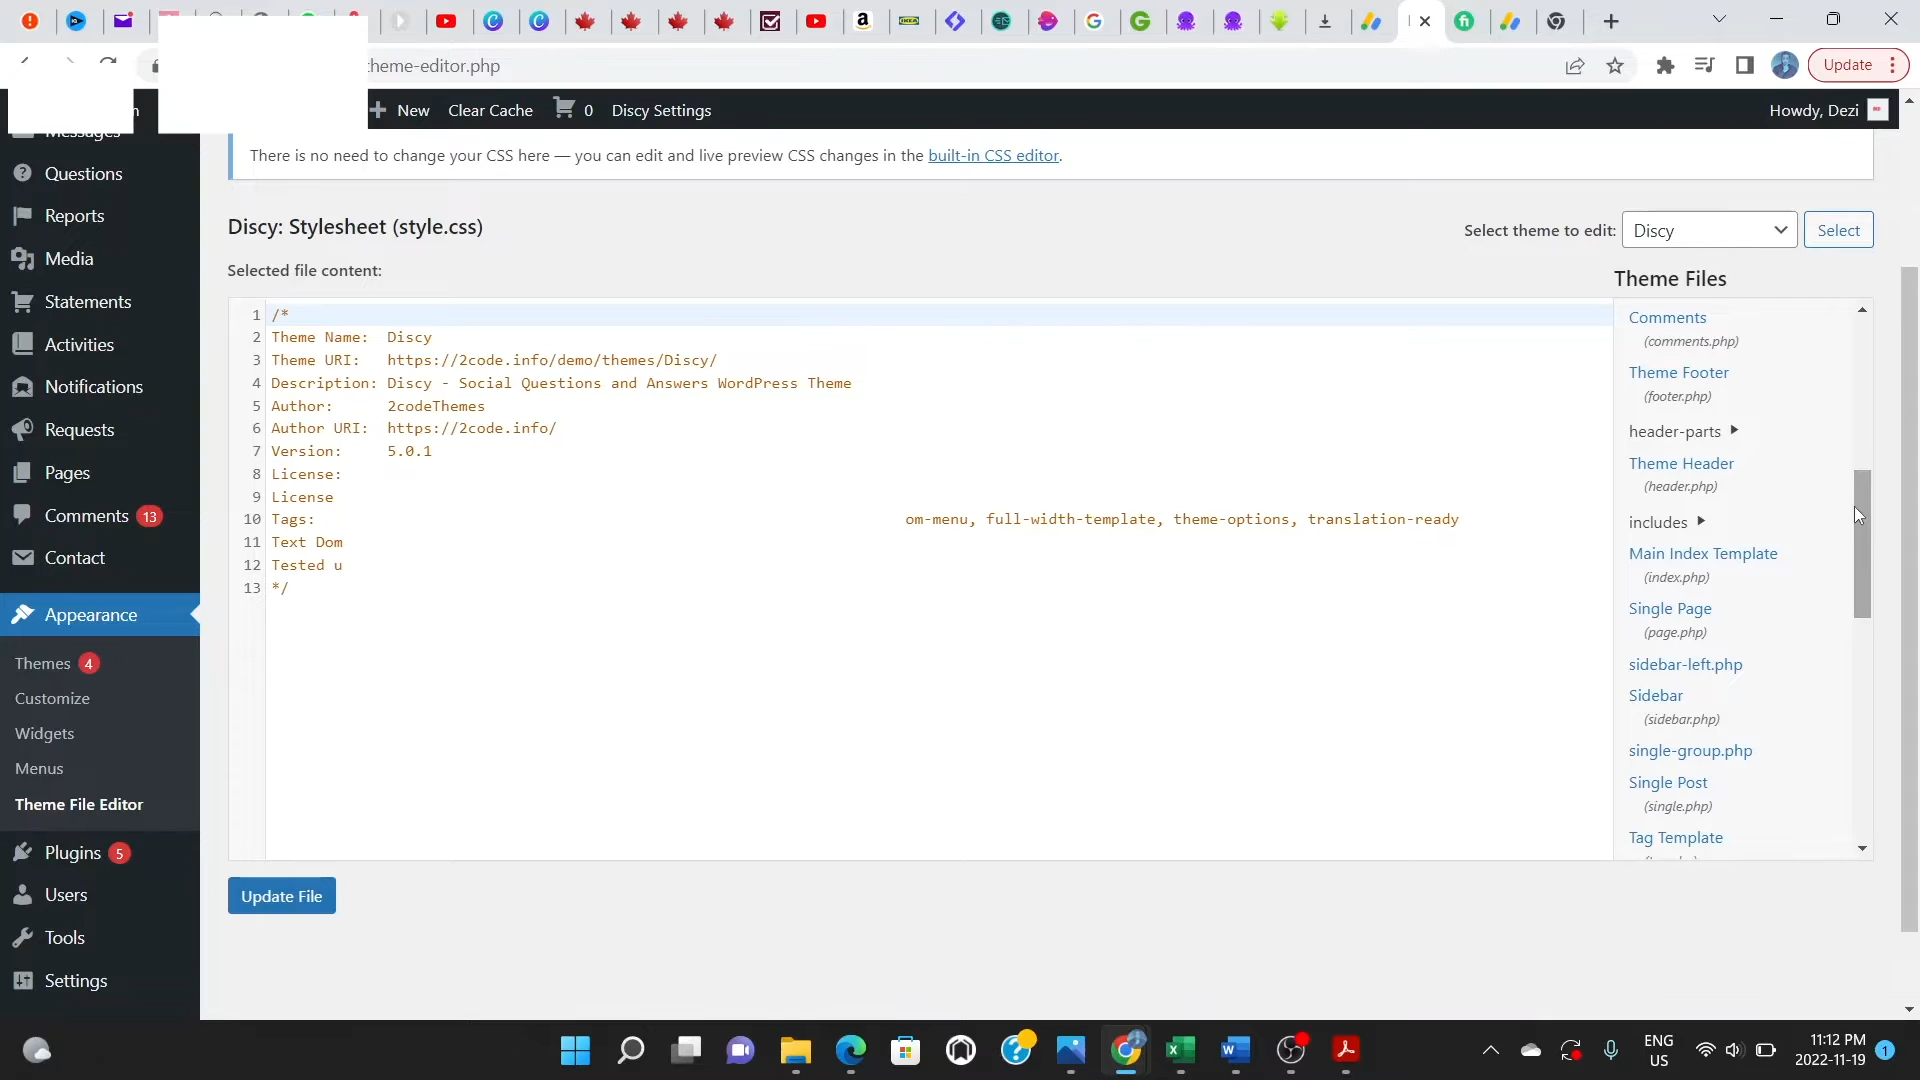 theme-editor.php
Update
New
Clear Cache
0
Discy Settings
Howdy, Dezi
Messages
There is no need to change your CSS here — you can edit and live preview CSS changes in the built-in CSS editor.
Questions
Reports
Media
Statements
Activities
Notifications
Requests
Pages
Comments 13
Contact
Appearance
Themes 4
Customize
Widgets
Menus
Theme File Editor
Plugins 5
Users
Tools
Settings
Discy: Stylesheet (style.css)
Select theme to edit: Discy Select
Selected file content:
1 /*
2 Theme Name: Discy
3 Theme URI: https://2code.info/demo/themes/Discy/
4 Description: Discy - Social Questions and Answers WordPress Theme
5 Author: 2codeThemes
6 Author URI: https://2code.info/
7 Version: 5.0.1
8 License:
9 License
10 Tags: om-menu, full-width-template, theme-options, translation-ready
11 Text Dom
12 Tested u
13 */
Update File
Theme Files
Comments
(comments.php)
Theme Footer
(footer.php)
header-parts
Theme Header
(header.php)
includes
Main Index Template
(index.php)
Single Page
(page.php)
sidebar-left.php
Sidebar
(sidebar.php)
single-group.php
Single Post
(single.php)
Tag Template
ENG
US
11:12 PM
2022-11-19
1